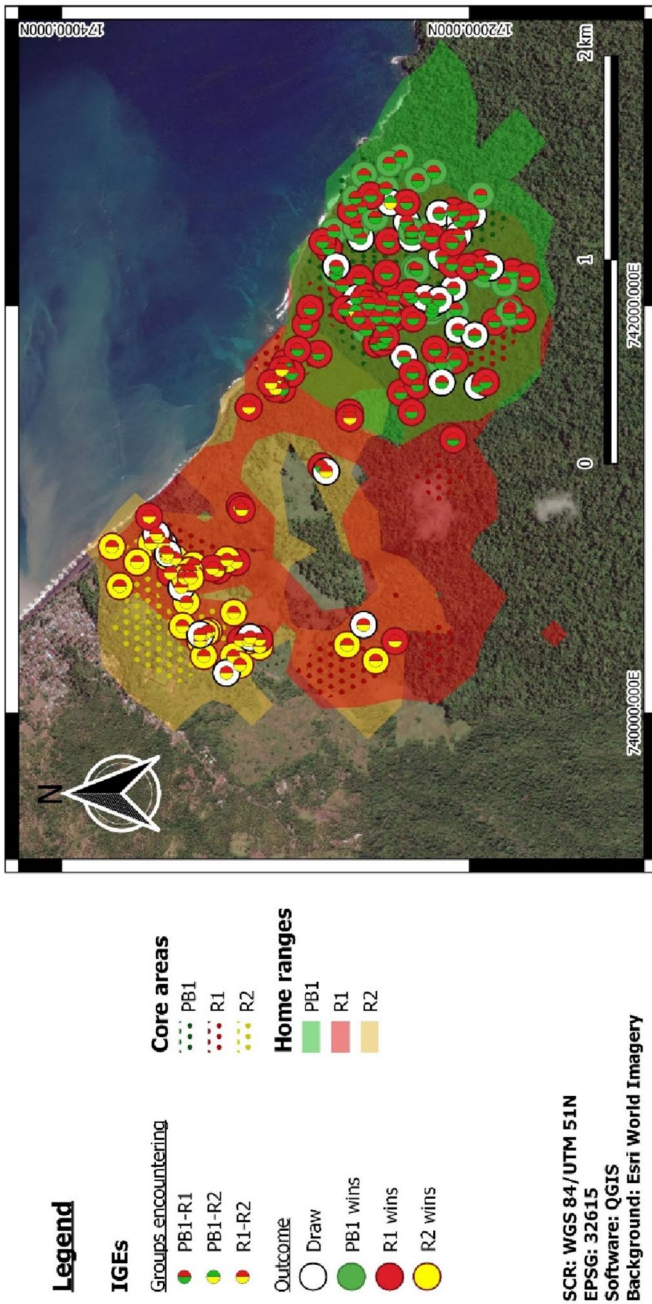 Legend
IGEs
Groups encountering
PB1-R1
PB1-R2
R1-R2
Outcome
Draw
PB1 wins
R1 wins
R2 wins
Core areas
PB1
R1
R2
Home ranges
PB1
R1
R2
SCR: WGS 84/UTM 51N
EPSG: 32615
Software: QGIS
Background: Esri World Imagery
N
174000.000N
172000.000N
740000.000E
742000.000E
0
1
2 km